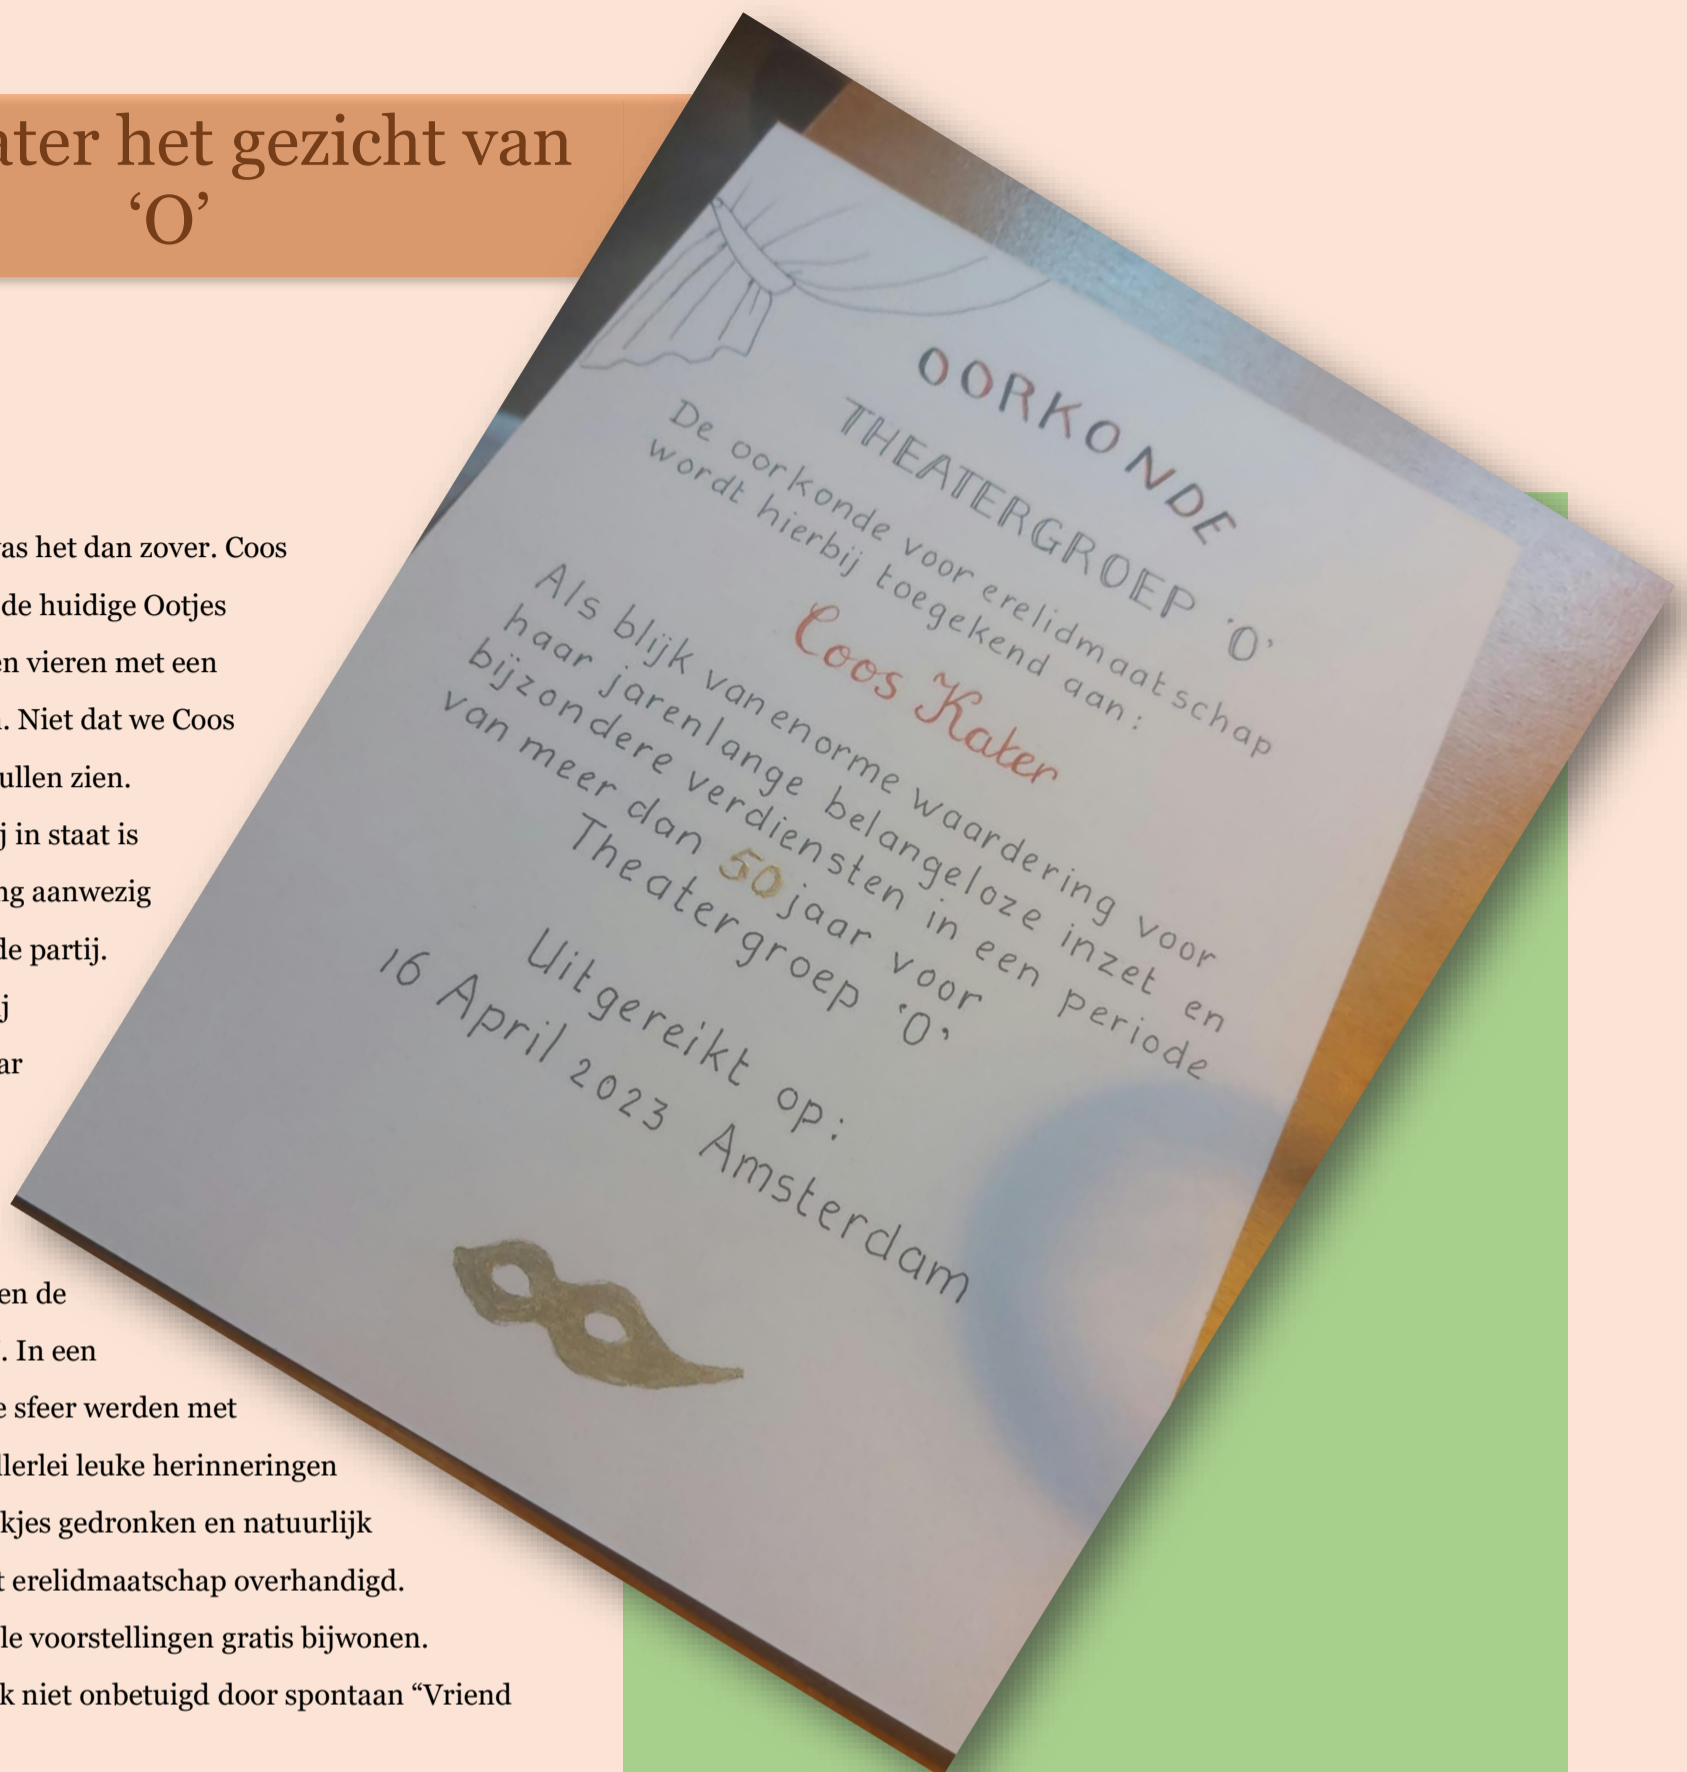 ater het gezicht van
‘O’
as het dan zover. Coos
de huidige Ootjes
en vieren met een
. Niet dat we Coos
ullen zien.
j in staat is
ng aanwezig
de partij.
j
ar
en de
. In een
e sfeer werden met
llerlei leuke herinneringen
kjes gedronken en natuurlijk
t erelidmaatschap overhandigd.
le voorstellingen gratis bijwonen.
k niet onbetuigd door spontaan “Vriend
OORKONDE
THEATERGROEP ‘O’
De oorkonde voor erelidmaatschap
wordt hierbij toegekend aan:
Coos Kater
Als blijk van enorme waardering voor
haar jarenlange belangeloze inzet en
bijzondere verdiensten in een periode
van meer dan 50 jaar voor
Theatergroep ‘O’
Uitgereikt op:
16 April 2023 Amsterdam